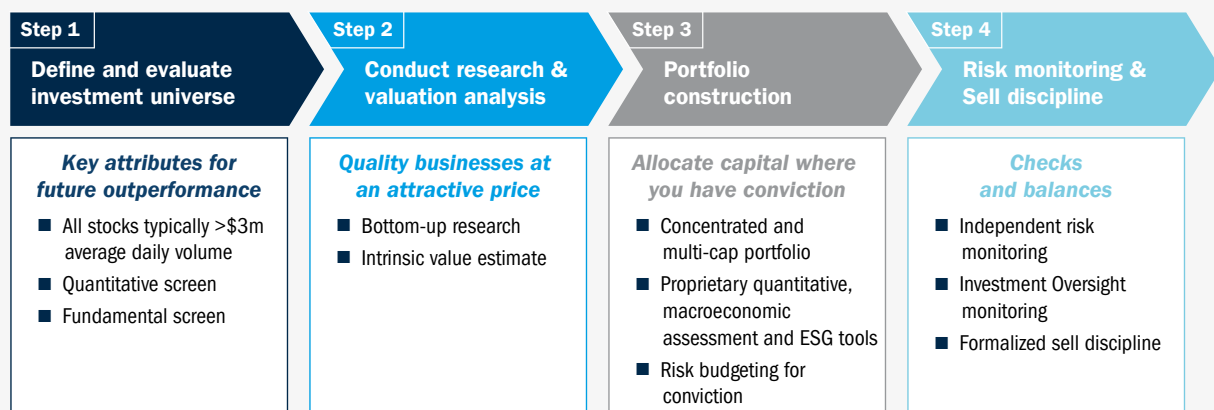 Step 1
Define and evaluate
investment universe
Key attributes for
future outperformance
■ All stocks typically >$3m
average daily volume
■ Quantitative screen
■ Fundamental screen
Step 2
Conduct research &
valuation analysis
Quality businesses at
an attractive price
■ Bottom-up research
■ Intrinsic value estimate
Step 3
Portfolio
construction
Allocate capital where
you have conviction
■ Concentrated and
multi-cap portfolio
■ Proprietary quantitative,
macroeconomic
assessment and ESG tools
■ Risk budgeting for
conviction
Step 4
Risk monitoring &
Sell discipline
Checks
and balances
■ Independent risk
monitoring
■ Investment Oversight
monitoring
■ Formalized sell discipline